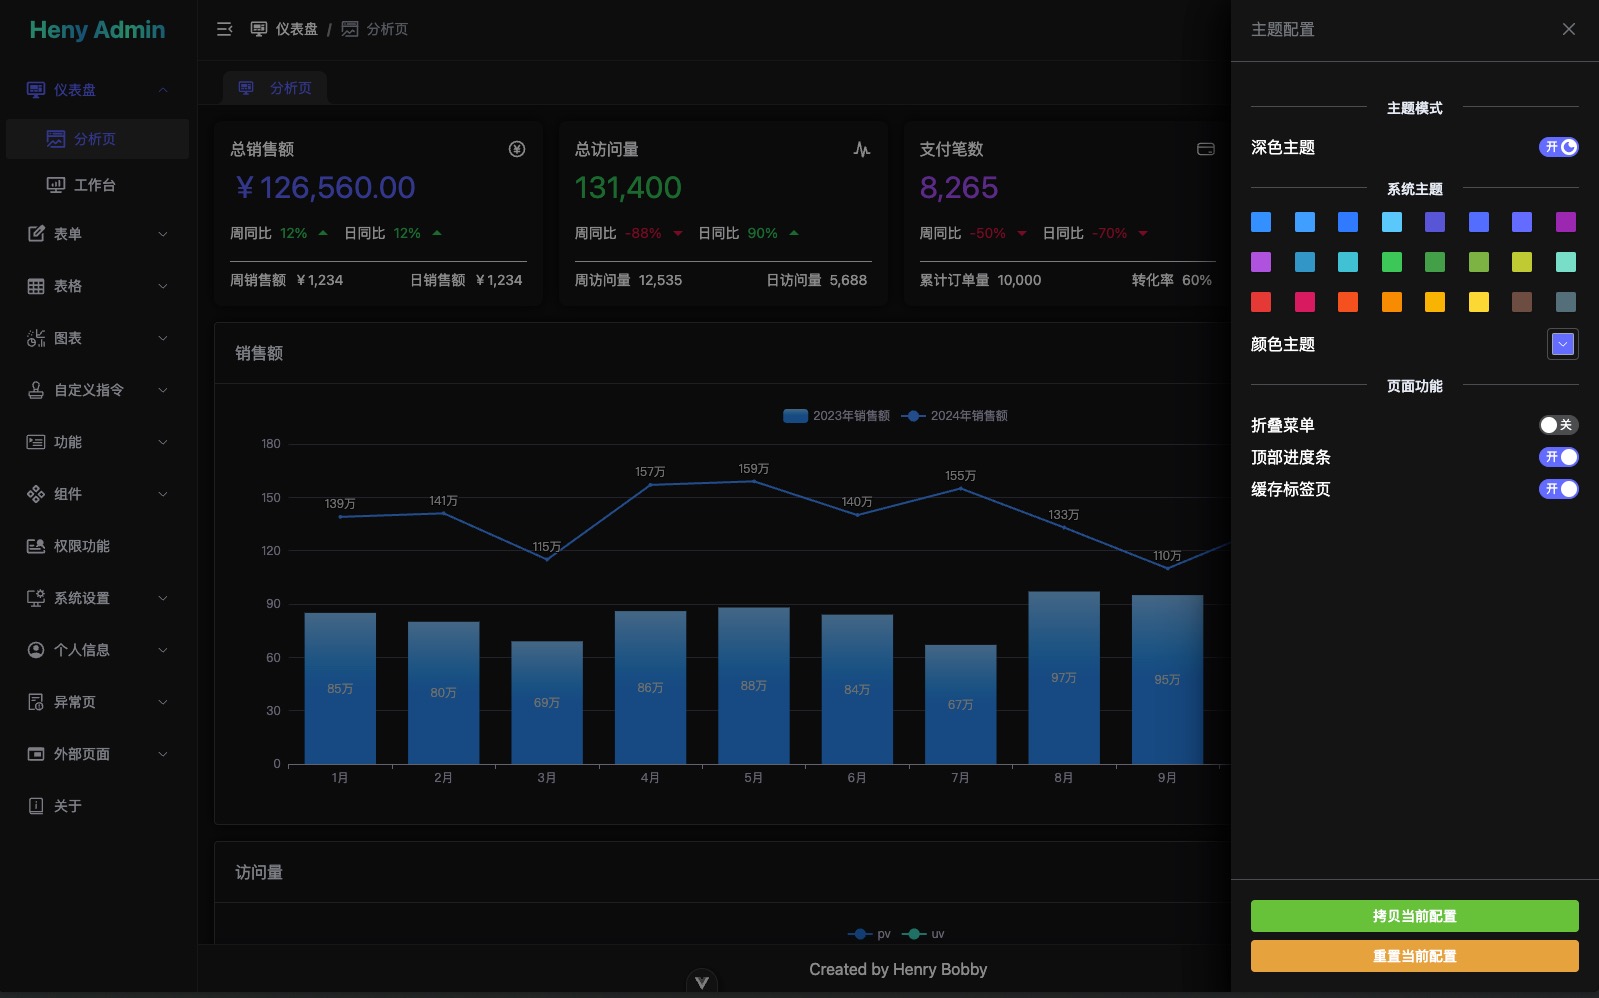 Heny Admin
仪表盘
分析页
工作台
表单
表格
图表
自定义指令
功能
组件
权限功能
系统设置
个人信息
异常页
外部页面
关于
仪表盘 / 分析页
分析页
总销售额
¥126,560.00
周同比 12% 日同比 12%
周销售额 ¥1,234 日销售额 ¥1,234
总访问量
131,400
周同比 -88% 日同比 90%
周访问量 12,535 日访问量 5,688
支付笔数
8,265
周同比 -50% 日同比 -70%
累计订单量 10,000 转化率 60%
销售额
2023年销售额 2024年销售额
180
150
120
90
60
30
0
139万 141万 115万 157万 159万 140万 155万 133万 110万
85万 80万 69万 86万 88万 84万 67万 97万 95万
1月 2月 3月 4月 5月 6月 7月 8月 9月
访问量
pv uv
Created by Henry Bobby
主题配置
主题模式
深色主题 开
系统主题
颜色主题
页面功能
折叠菜单 关
顶部进度条 开
缓存标签页 开
拷贝当前配置
重置当前配置